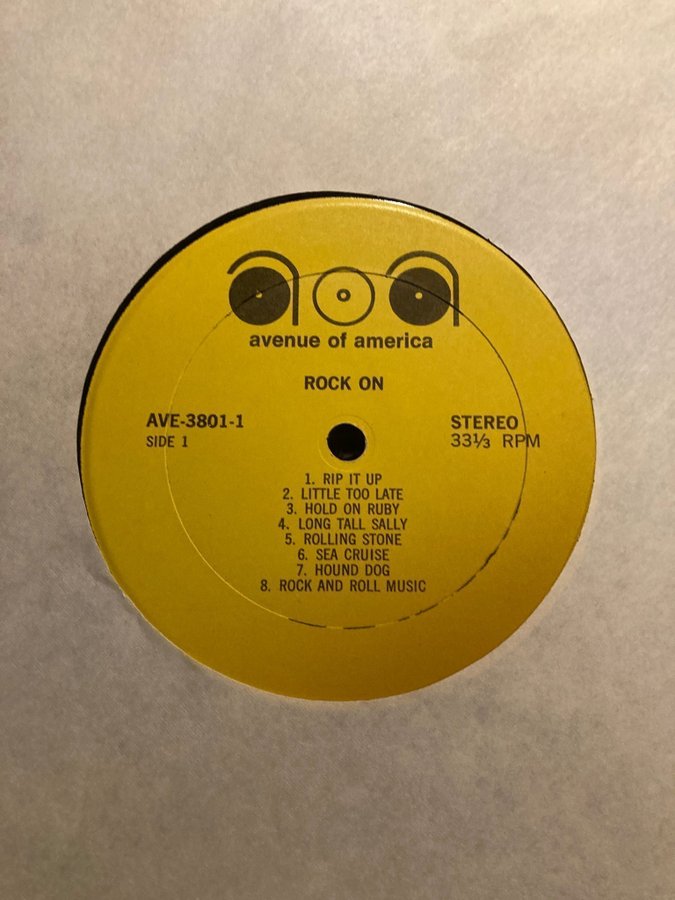 aoa
avenue of america
ROCK ON
AVE-3801-1
SIDE 1
STEREO
33⅓ RPM
1. RIP IT UP
2. LITTLE TOO LATE
3. HOLD ON RUBY
4. LONG TALL SALLY
5. ROLLING STONE
6. SEA CRUISE
7. HOUND DOG
8. ROCK AND ROLL MUSIC